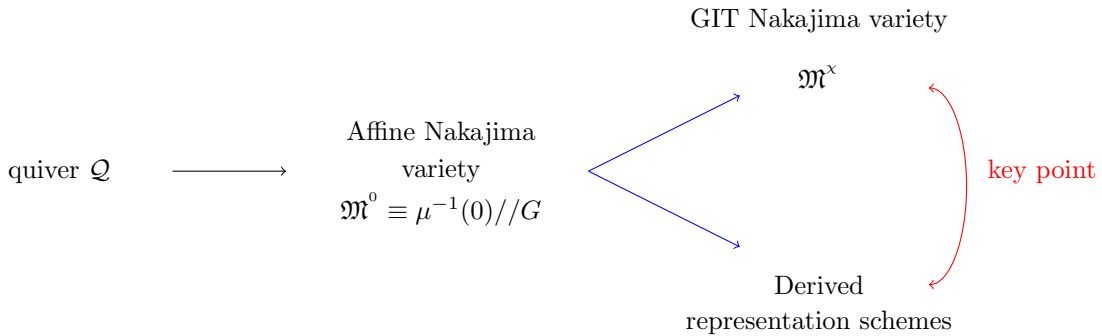 GIT Nakajima variety
𝔐^χ
Affine Nakajima
variety
𝔐^0 ≡ μ^{-1}(0)//G
quiver 𝒬
key point
Derived
representation schemes